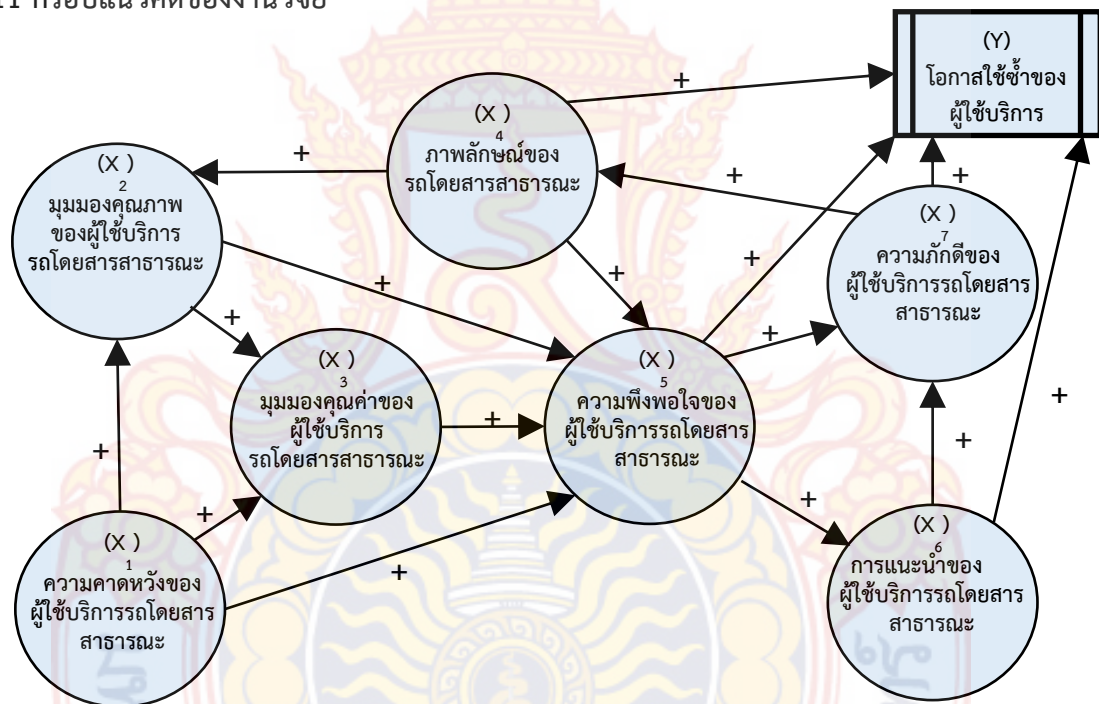 กรอบแนวคิดของงานวิจัย
(Y)
โอกาสใช้ซ้ำของ
ผู้ใช้บริการ
+
(X4)
ภาพลักษณ์ของ
รถโดยสารสาธารณะ
+
(X2)
มุมมองคุณภาพ
ของผู้ใช้บริการ
รถโดยสารสาธารณะ
+
+
(X7)
ความภักดีของ
ผู้ใช้บริการรถโดยสาร
สาธารณะ
+
+
+
+
+
(X3)
มุมมองคุณค่าของ
ผู้ใช้บริการ
รถโดยสารสาธารณะ
+
(X5)
ความพึงพอใจของ
ผู้ใช้บริการรถโดยสาร
สาธารณะ
+
+
+
+
+
+
(X1)
ความคาดหวังของ
ผู้ใช้บริการรถโดยสาร
สาธารณะ
+
(X6)
การแนะนำของ
ผู้ใช้บริการรถโดยสาร
สาธารณะ